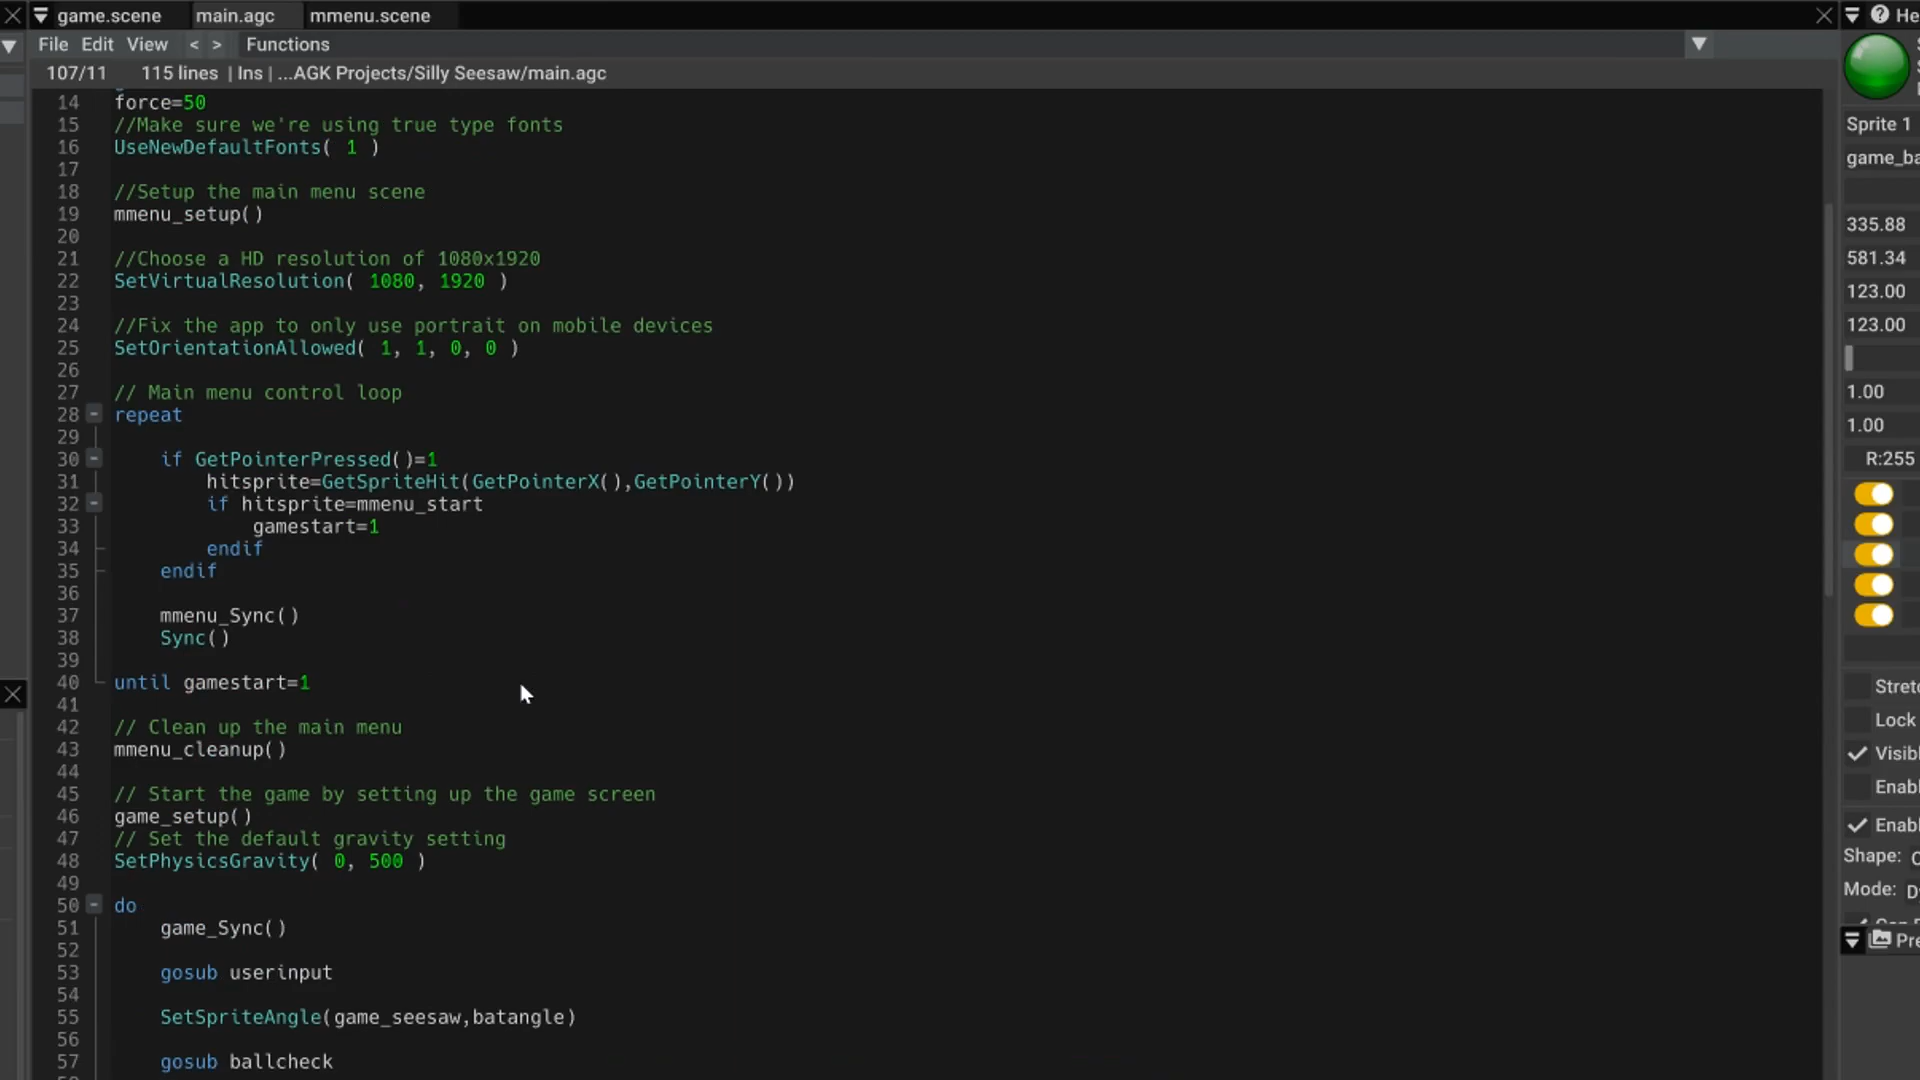 game.scene main.agc mmenu.scene He
File Edit View < > Functions
107/11 115 lines | Ins | ...AGK Projects/Silly Seesaw/main.agc
14 force=50
15 //Make sure we're using true type fonts
16 UseNewDefaultFonts( 1 )
17
18 //Setup the main menu scene
19 mmenu_setup()
20
21 //Choose a HD resolution of 1080x1920
22 SetVirtualResolution( 1080, 1920 )
23
24 //Fix the app to only use portrait on mobile devices
25 SetOrientationAllowed( 1, 1, 0, 0 )
26
27 // Main menu control loop
28 repeat
29
30 if GetPointerPressed()=1
31 hitsprite=GetSpriteHit(GetPointerX(),GetPointerY())
32 if hitsprite=mmenu_start
33 gamestart=1
34 endif
35 endif
36
37 mmenu_Sync()
38 Sync()
39
40 until gamestart=1
41
42 // Clean up the main menu
43 mmenu_cleanup()
44
45 // Start the game by setting up the game screen
46 game_setup()
47 // Set the default gravity setting
48 SetPhysicsGravity( 0, 500 )
49
50 do
51 game_Sync()
52
53 gosub userinput
54
55 SetSpriteAngle(game_seesaw,batangle)
56
57 gosub ballcheck
Sprite 1
game_ba
335.88
581.34
123.00
123.00
1.00
1.00
R:255
Stret
Lock
Visibl
Enabl
Enabl
Shape:
Mode:
Pre